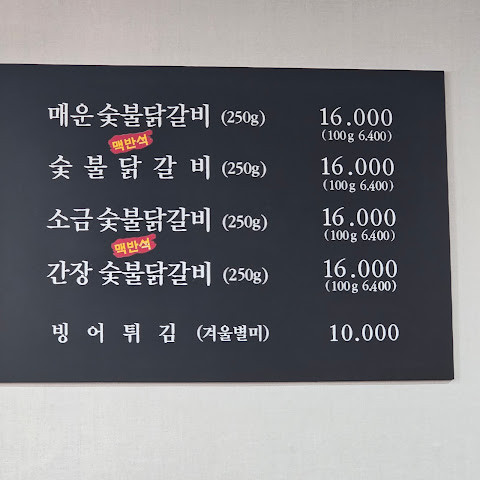 매운숯불닭갈비 (250g) 16.000
(100g 6.400)
맥반석
숯불닭갈비 (250g) 16.000
(100g 6.400)
소금숯불닭갈비 (250g) 16.000
(100g 6.400)
맥반석
간장숯불닭갈비 (250g) 16.000
(100g 6.400)
빙어튀김 (겨울별미) 10.000